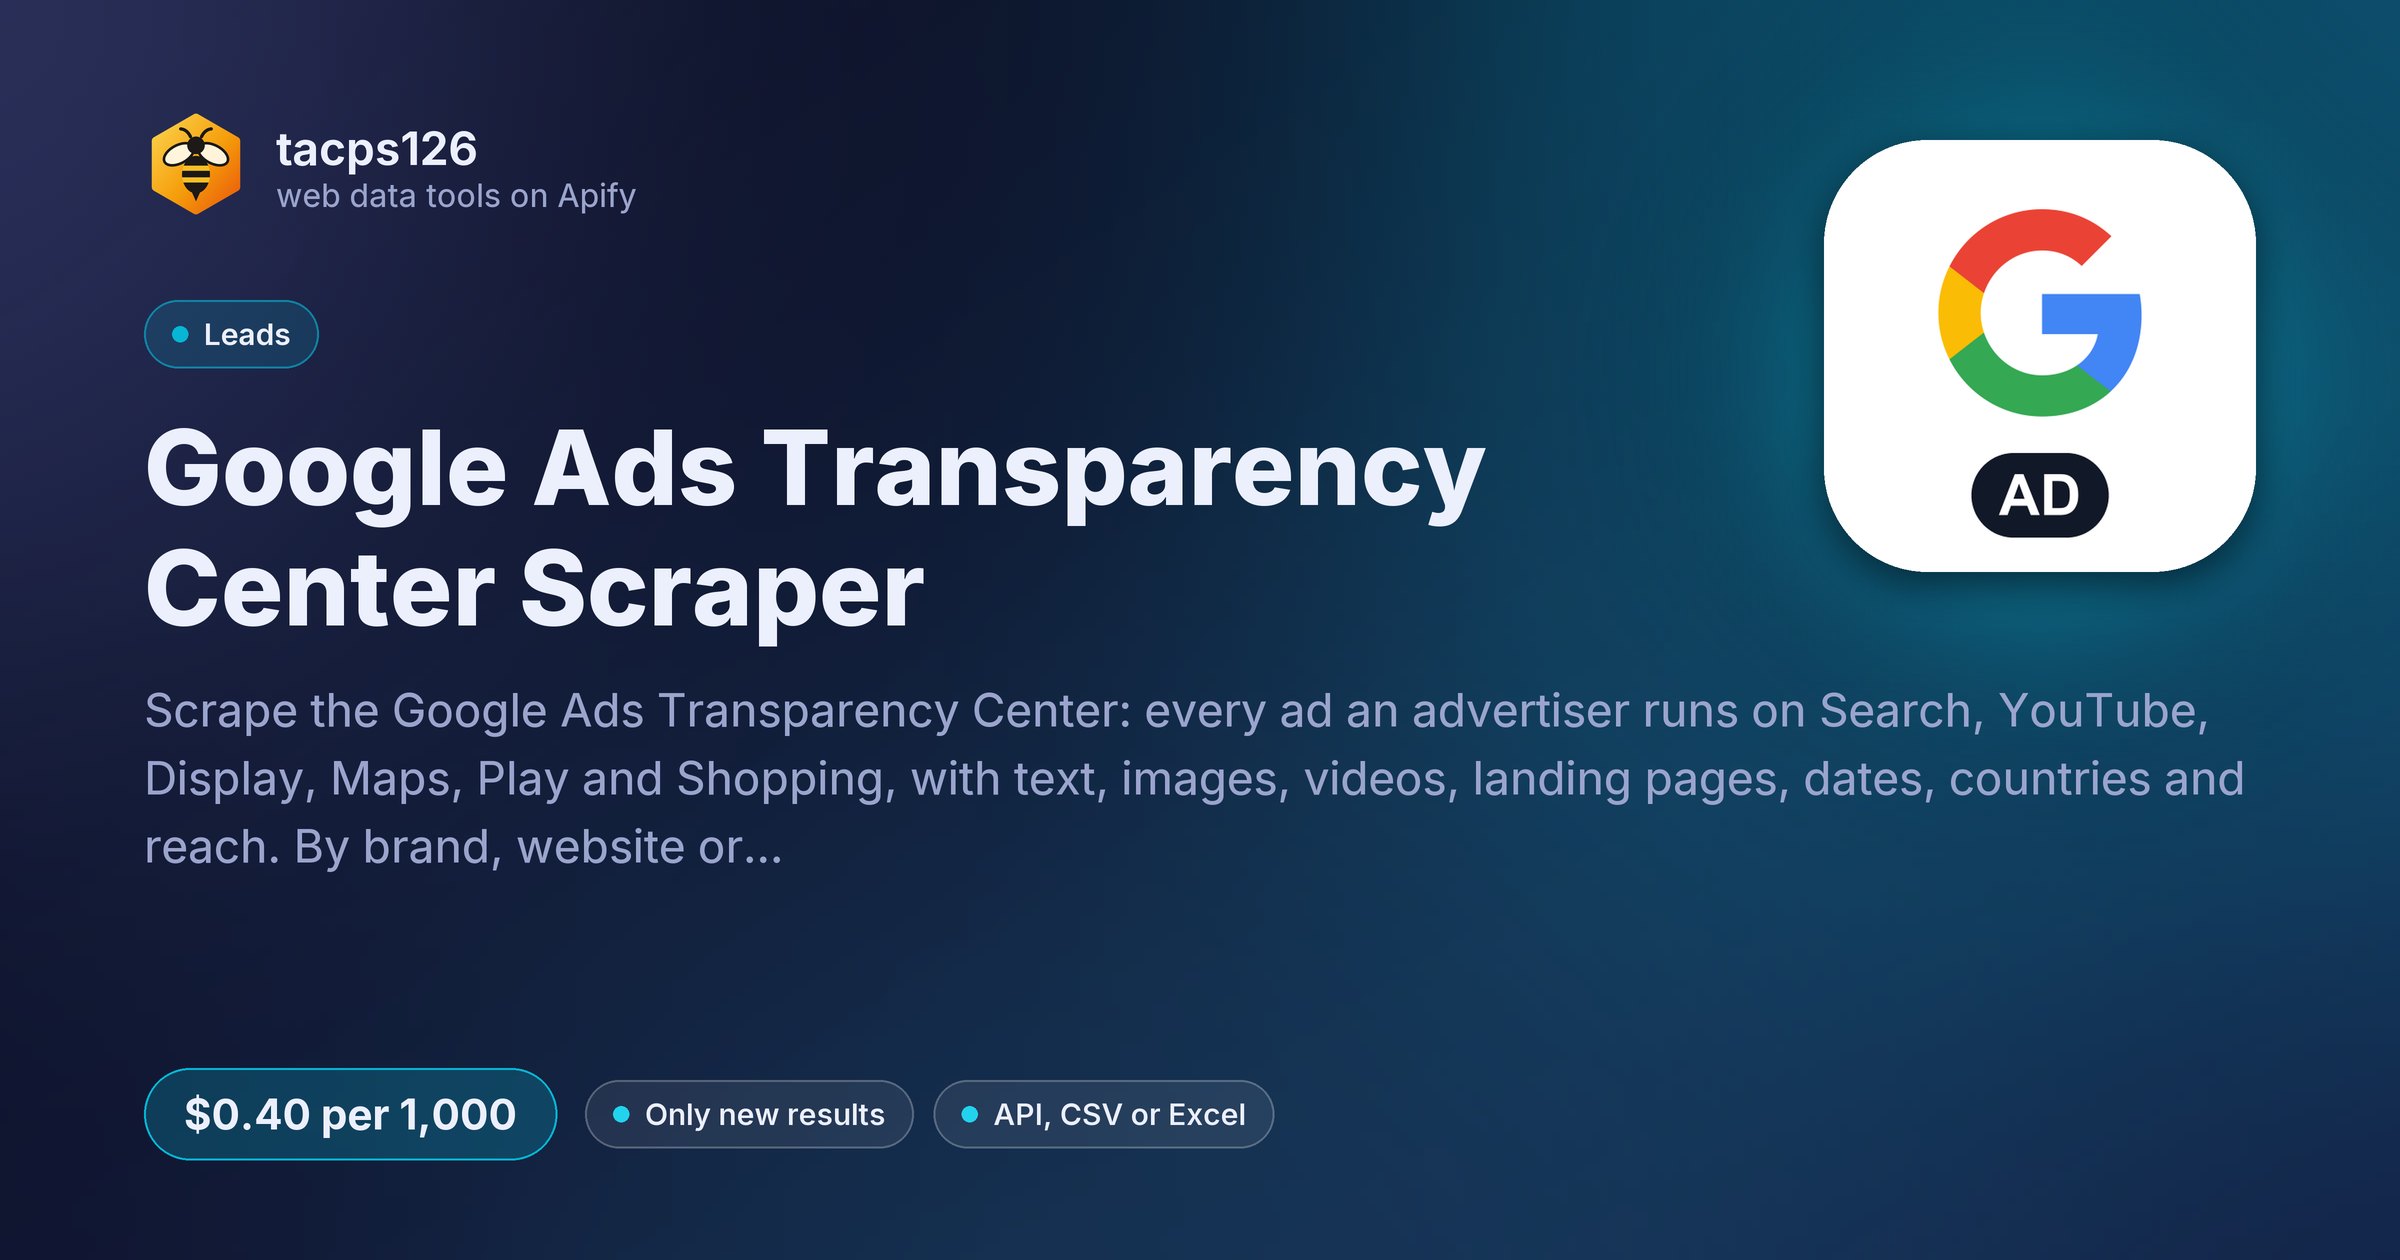 tacps126
web data tools on Apify
Leads
Google Ads Transparency
Center Scraper
AD
Scrape the Google Ads Transparency Center: every ad an advertiser runs on Search, YouTube,
Display, Maps, Play and Shopping, with text, images, videos, landing pages, dates, countries and
reach. By brand, website or...
$0.40 per 1,000
Only new results
API, CSV or Excel